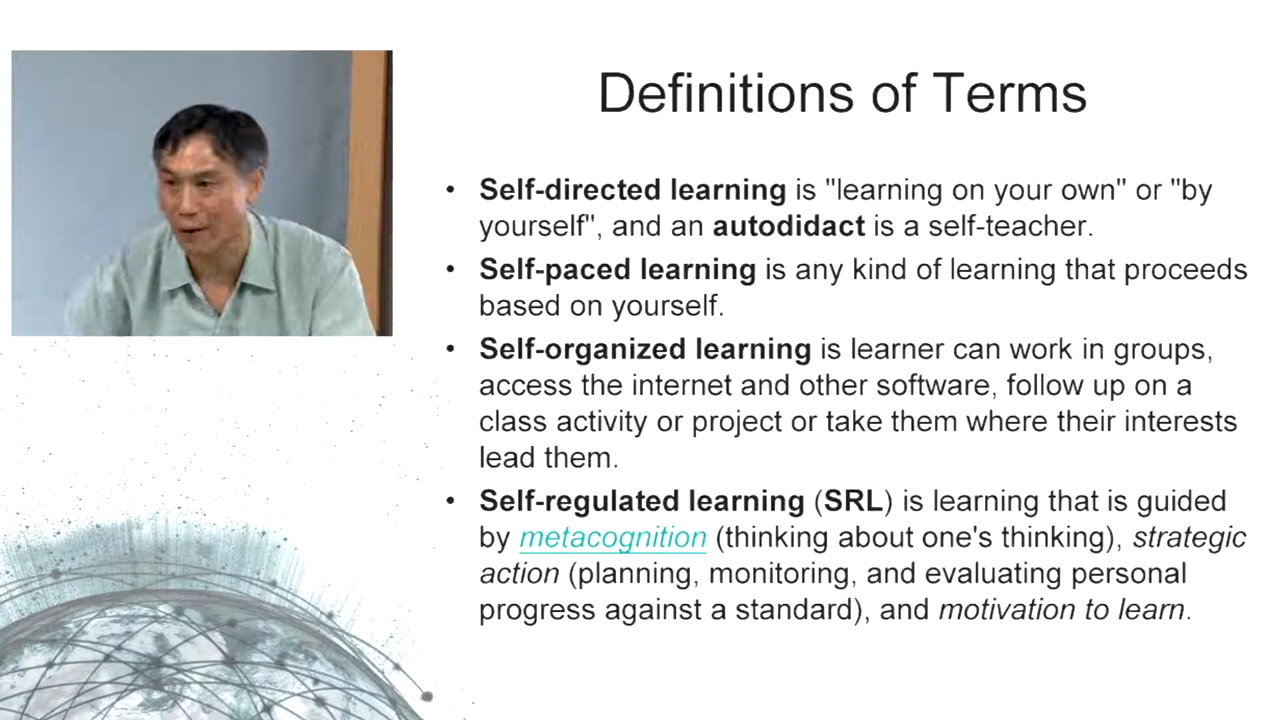 Definitions of Terms
• Self-directed learning is "learning on your own" or "by
yourself", and an autodidact is a self-teacher.
• Self-paced learning is any kind of learning that proceeds
based on yourself.
• Self-organized learning is learner can work in groups,
access the internet and other software, follow up on a
class activity or project or take them where their interests
lead them.
• Self-regulated learning (SRL) is learning that is guided
by metacognition (thinking about one's thinking), strategic
action (planning, monitoring, and evaluating personal
progress against a standard), and motivation to learn.